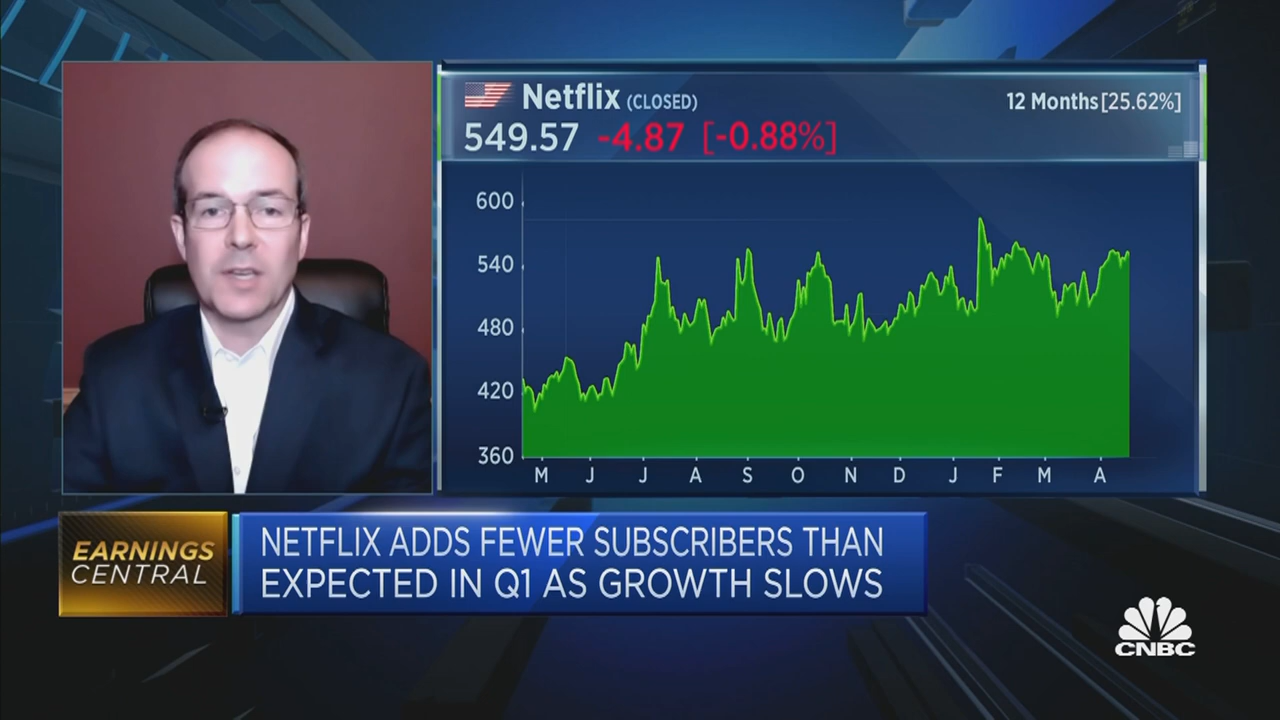 Netflix (CLOSED)
12 Months[25.62%]
549.57 -4.87 [-0.88%]
600
540
480
420
360
M J J A S O N D J F M A
EARNINGS
CENTRAL
NETFLIX ADDS FEWER SUBSCRIBERS THAN
EXPECTED IN Q1 AS GROWTH SLOWS
CNBC